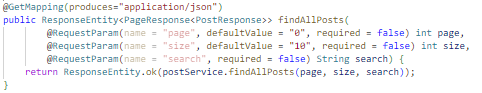 @GetMapping(produces="application/json")
public ResponseEntity<PageResponse<PostResponse>> findAllPosts(
@RequestParam(name = "page", defaultValue = "0", required = false) int page,
@RequestParam(name = "size", defaultValue = "10", required = false) int size,
@RequestParam(name = "search", required = false) String search) {
return ResponseEntity.ok(postService.findAllPosts(page, size, search));
}